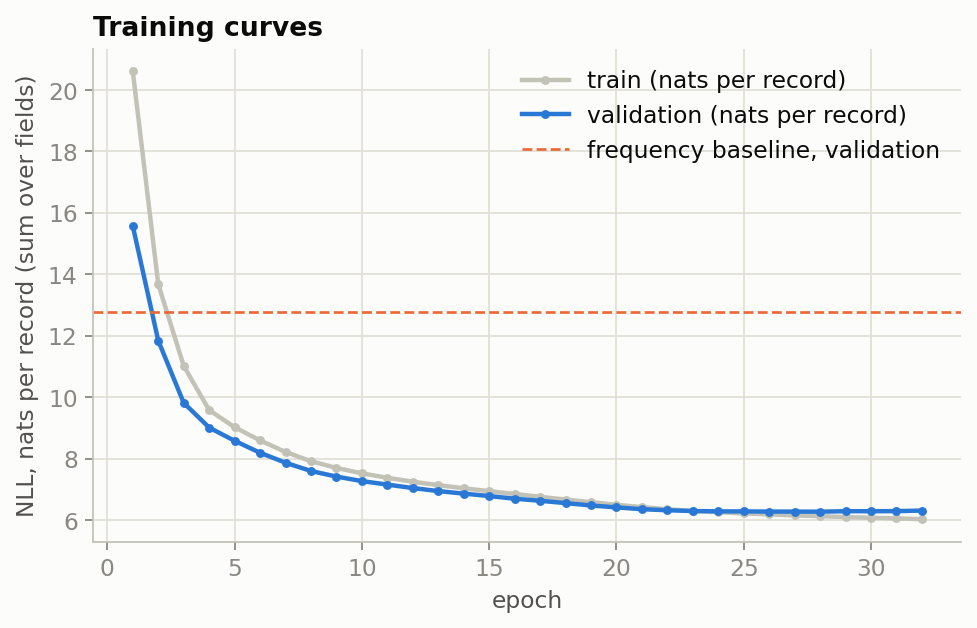 Training curves
NLL, nats per record (sum over fields)
20
18
16
14
12
10
8
6
train (nats per record)
validation (nats per record)
frequency baseline, validation
0 5 10 15 20 25 30
epoch